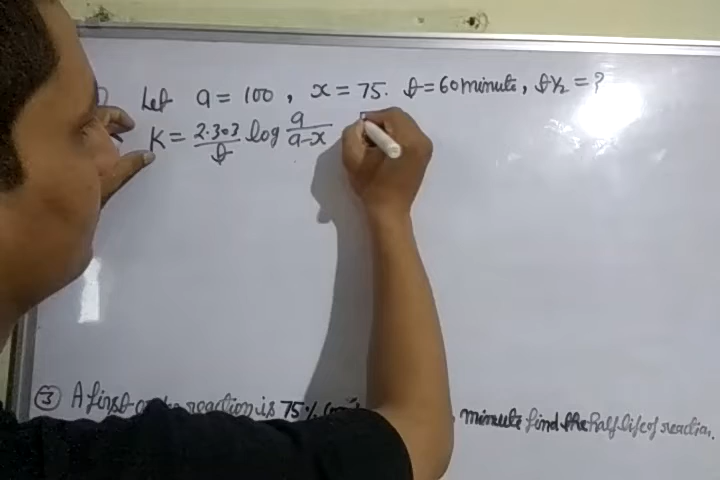 Let a = 100 , x = 75. t = 60 minute, t½ = ?
K = 2.303/t log a/a-x
③ A first order reaction is 75% minute find the half life of reaction.